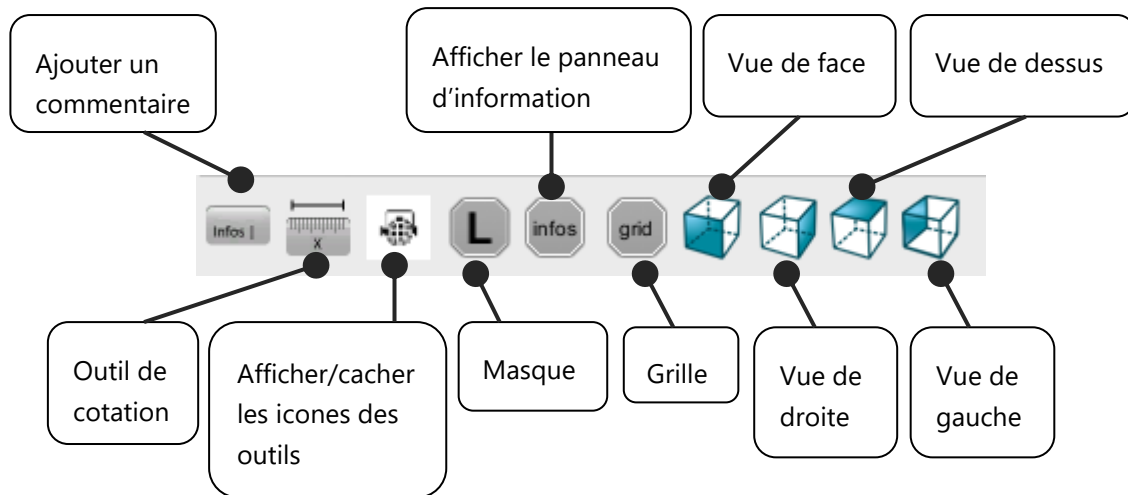 Ajouter un
commentaire
Afficher le panneau
d'information
Vue de face
Vue de dessus
Infos
X
L
infos
grid
Outil de
cotation
Afficher/cacher
les icones des
outils
Masque
Grille
Vue de
droite
Vue de
gauche